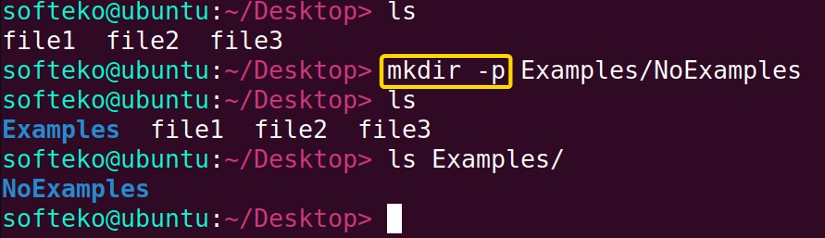 softeko@ubuntu:~/Desktop> ls
file1  file2  file3
softeko@ubuntu:~/Desktop> mkdir -p Examples/NoExamples
softeko@ubuntu:~/Desktop> ls
Examples  file1  file2  file3
softeko@ubuntu:~/Desktop> ls Examples/
NoExamples
softeko@ubuntu:~/Desktop>